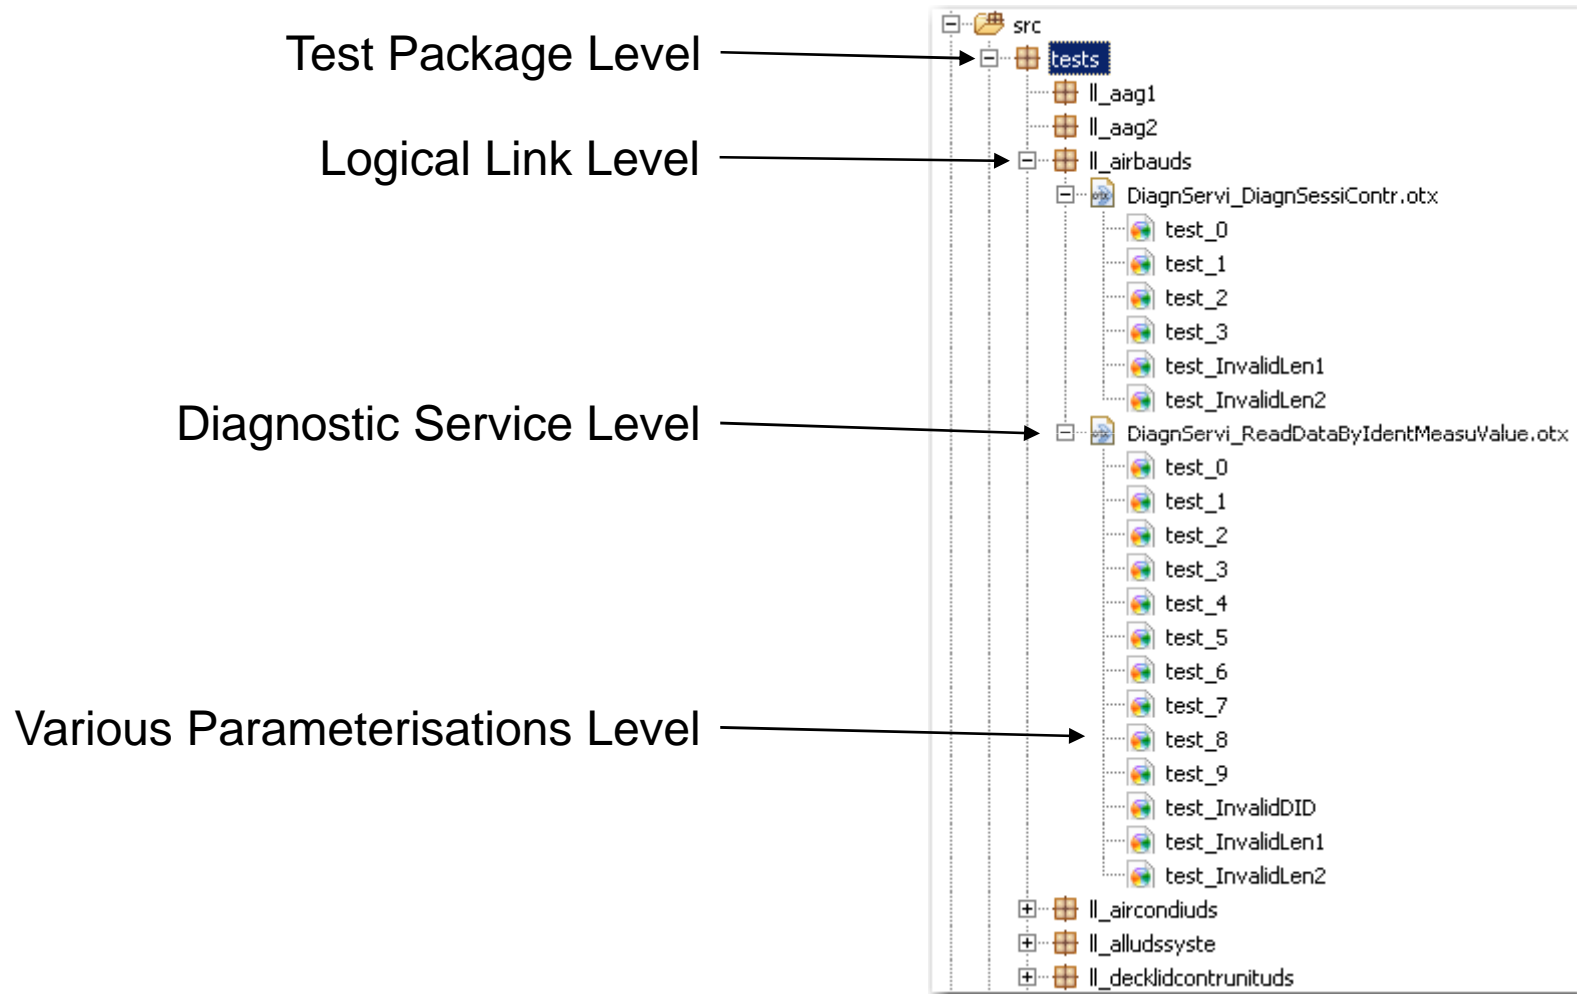 Test Package Level
Logical Link Level
Diagnostic Service Level
Various Parameterisations Level
src
tests
ll_aag1
ll_aag2
ll_airbauds
DiagnServi_DiagnSessiContr.otx
test_0
test_1
test_2
test_3
test_InvalidLen1
test_InvalidLen2
DiagnServi_ReadDataByIdentMeasuValue.otx
test_0
test_1
test_2
test_3
test_4
test_5
test_6
test_7
test_8
test_9
test_InvalidDID
test_InvalidLen1
test_InvalidLen2
ll_aircondiuds
ll_alludssyste
ll_decklidcontrunituds